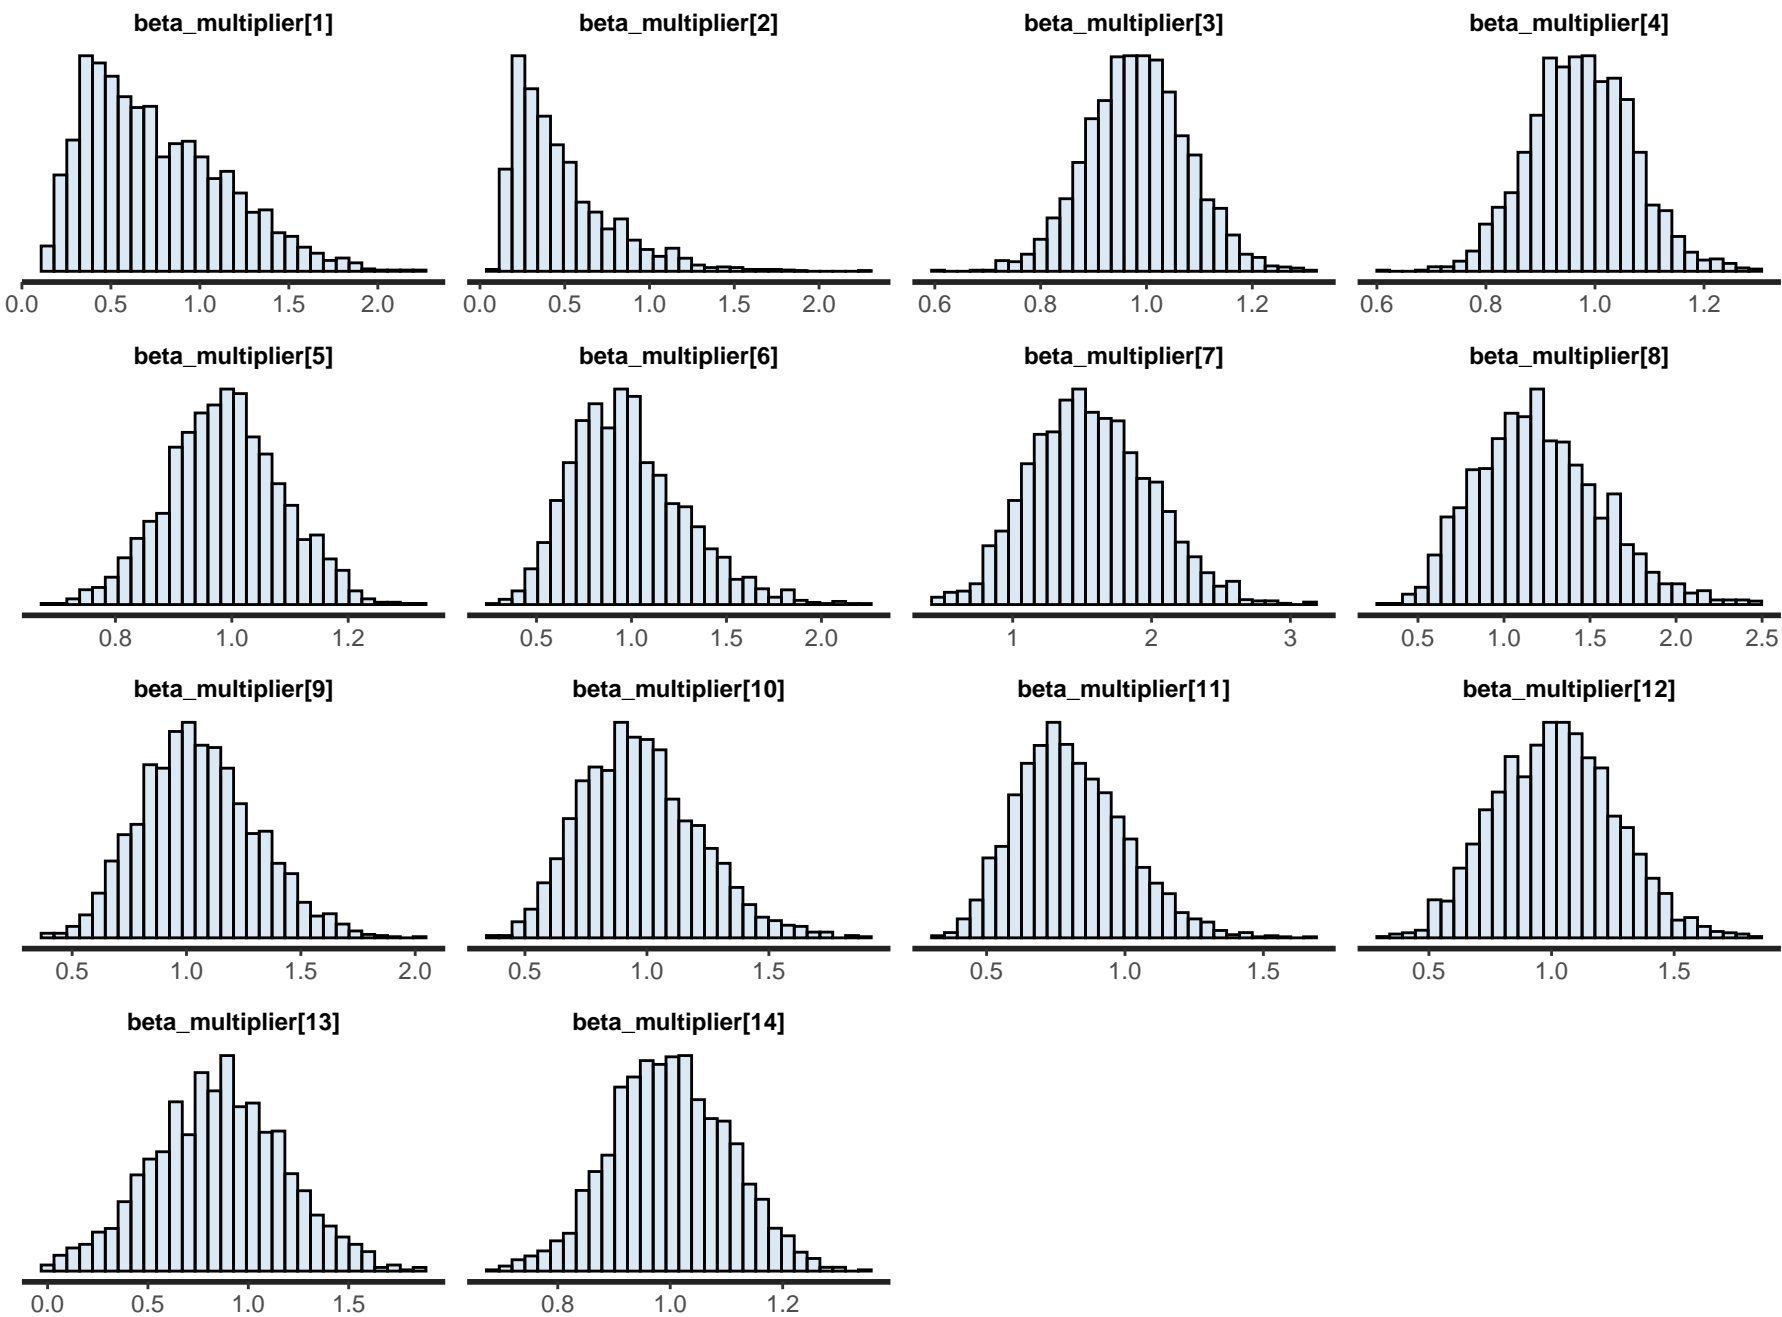 beta_multiplier[1] beta_multiplier[2] beta_multiplier[3] beta_multiplier[4]
0.0 0.5 1.0 1.5 2.0 0.0 0.5 1.0 1.5 2.0 0.6 0.8 1.0 1.2 0.6 0.8 1.0 1.2
beta_multiplier[5] beta_multiplier[6] beta_multiplier[7] beta_multiplier[8]
0.8 1.0 1.2 0.5 1.0 1.5 2.0 1 2 3 0.5 1.0 1.5 2.0 2.5
beta_multiplier[9] beta_multiplier[10] beta_multiplier[11] beta_multiplier[12]
0.5 1.0 1.5 2.0 0.5 1.0 1.5 0.5 1.0 1.5 0.5 1.0 1.5
beta_multiplier[13] beta_multiplier[14]
0.0 0.5 1.0 1.5 0.8 1.0 1.2